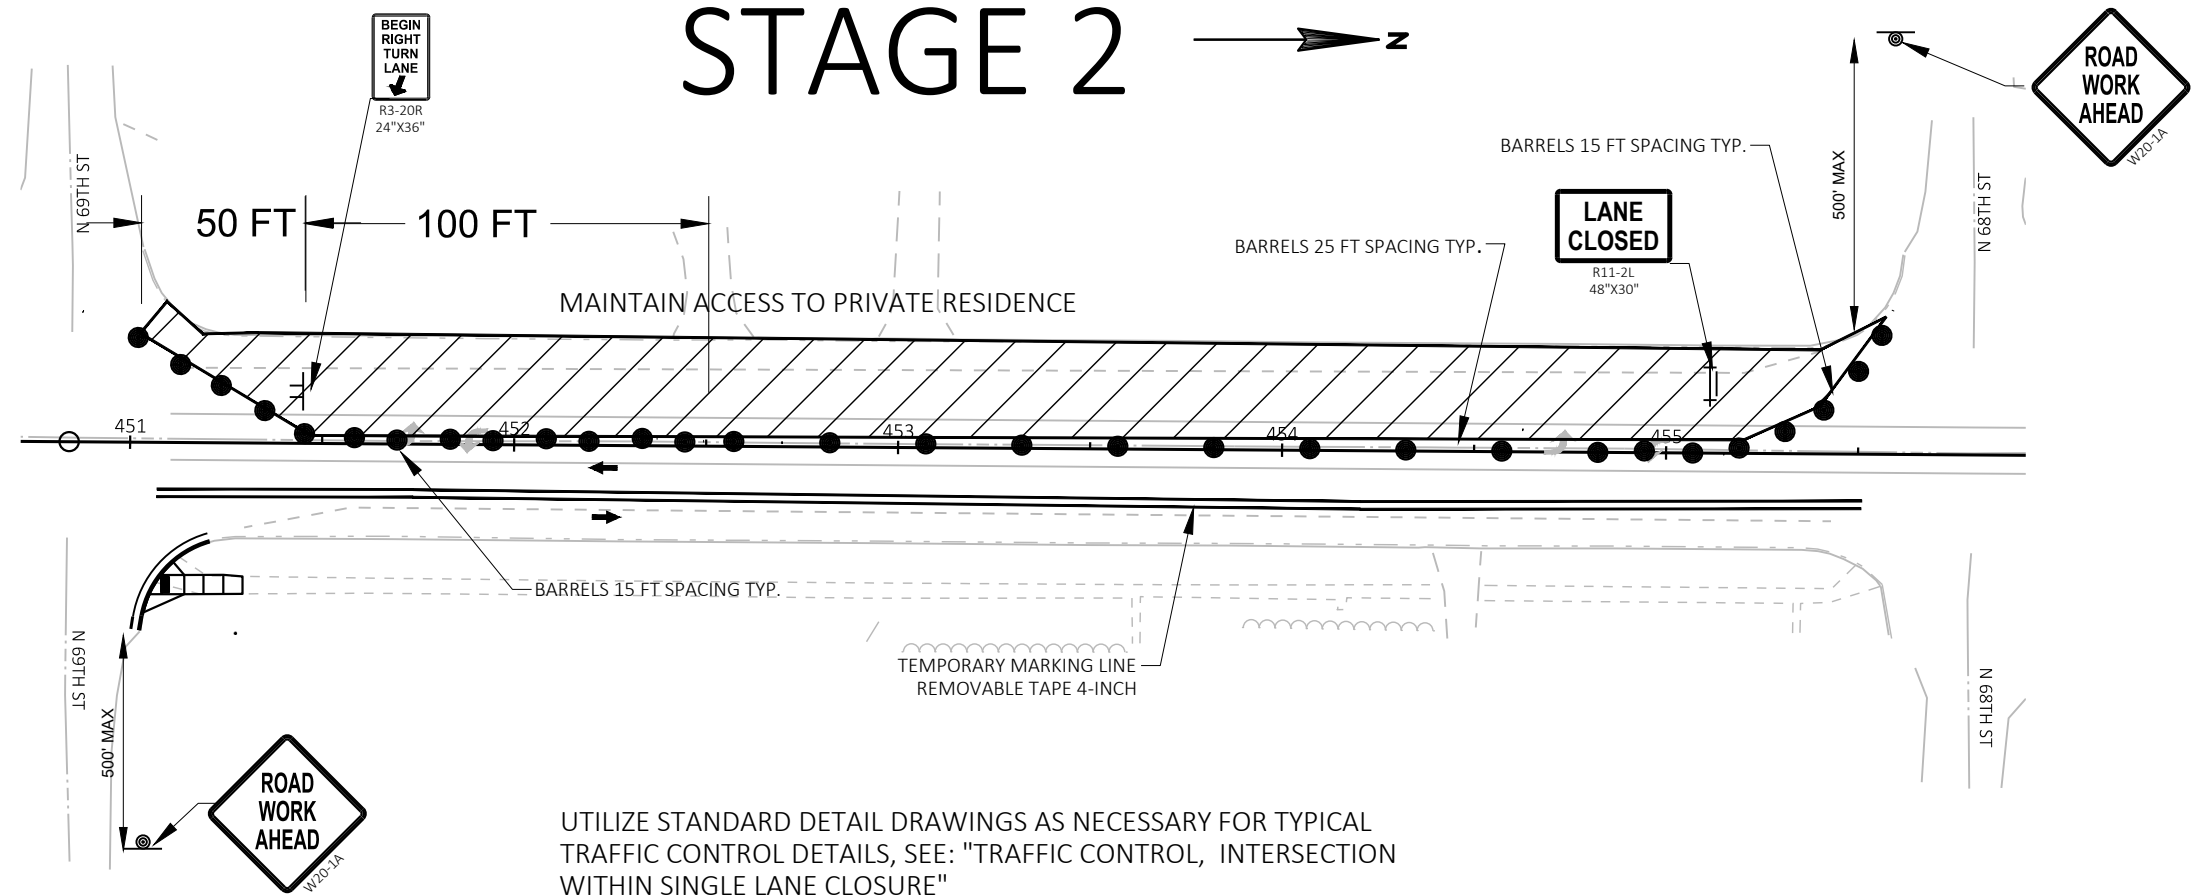 STAGE 2
N
BEGIN
RIGHT
TURN
LANE
R3-20R
24"X36"
ROAD
WORK
AHEAD
W20-1A
500' MAX
BARRELS 15 FT SPACING TYP.
N 69TH ST
N 68TH ST
50 FT
100 FT
LANE
CLOSED
R11-2L
48"X30"
BARRELS 25 FT SPACING TYP.
MAINTAIN ACCESS TO PRIVATE RESIDENCE
451
452
453
454
455
BARRELS 15 FT SPACING TYP.
TEMPORARY MARKING LINE
REMOVABLE TAPE 4-INCH
N 69TH ST
N 68TH ST
500' MAX
ROAD
WORK
AHEAD
W20-1A
UTILIZE STANDARD DETAIL DRAWINGS AS NECESSARY FOR TYPICAL
TRAFFIC CONTROL DETAILS, SEE: "TRAFFIC CONTROL,  INTERSECTION
WITHIN SINGLE LANE CLOSURE"